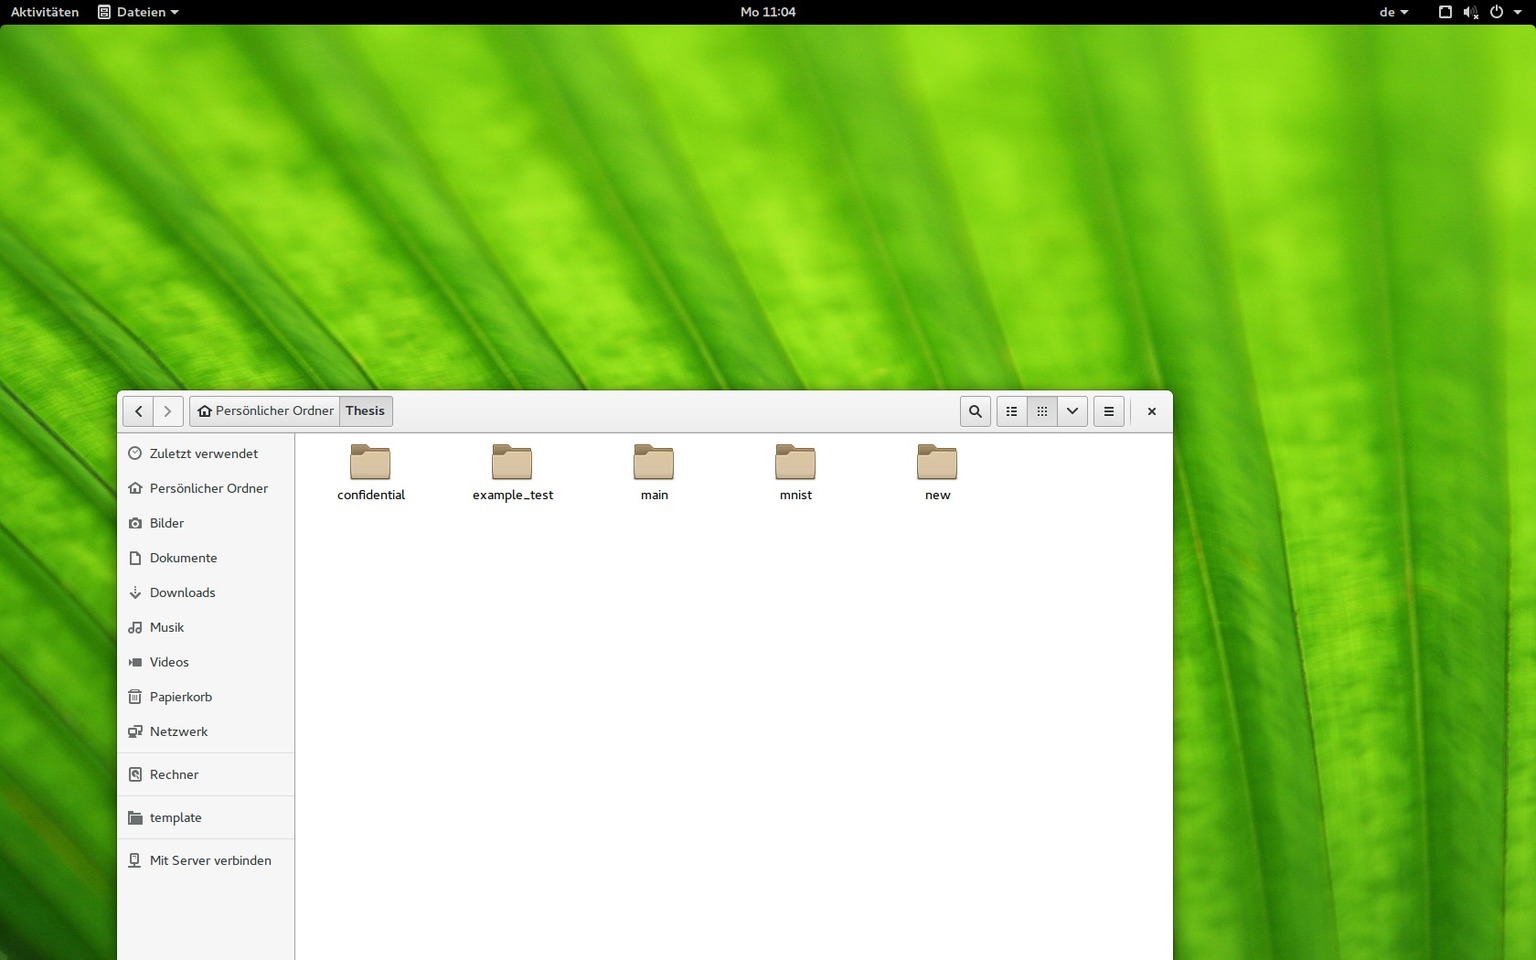 Aktivitäten Dateien Mo 11:04 de
Persönlicher Ordner Thesis
Zuletzt verwendet
Persönlicher Ordner
Bilder
Dokumente
Downloads
Musik
Videos
Papierkorb
Netzwerk
Rechner
template
Mit Server verbinden
confidential example_test main mnist new